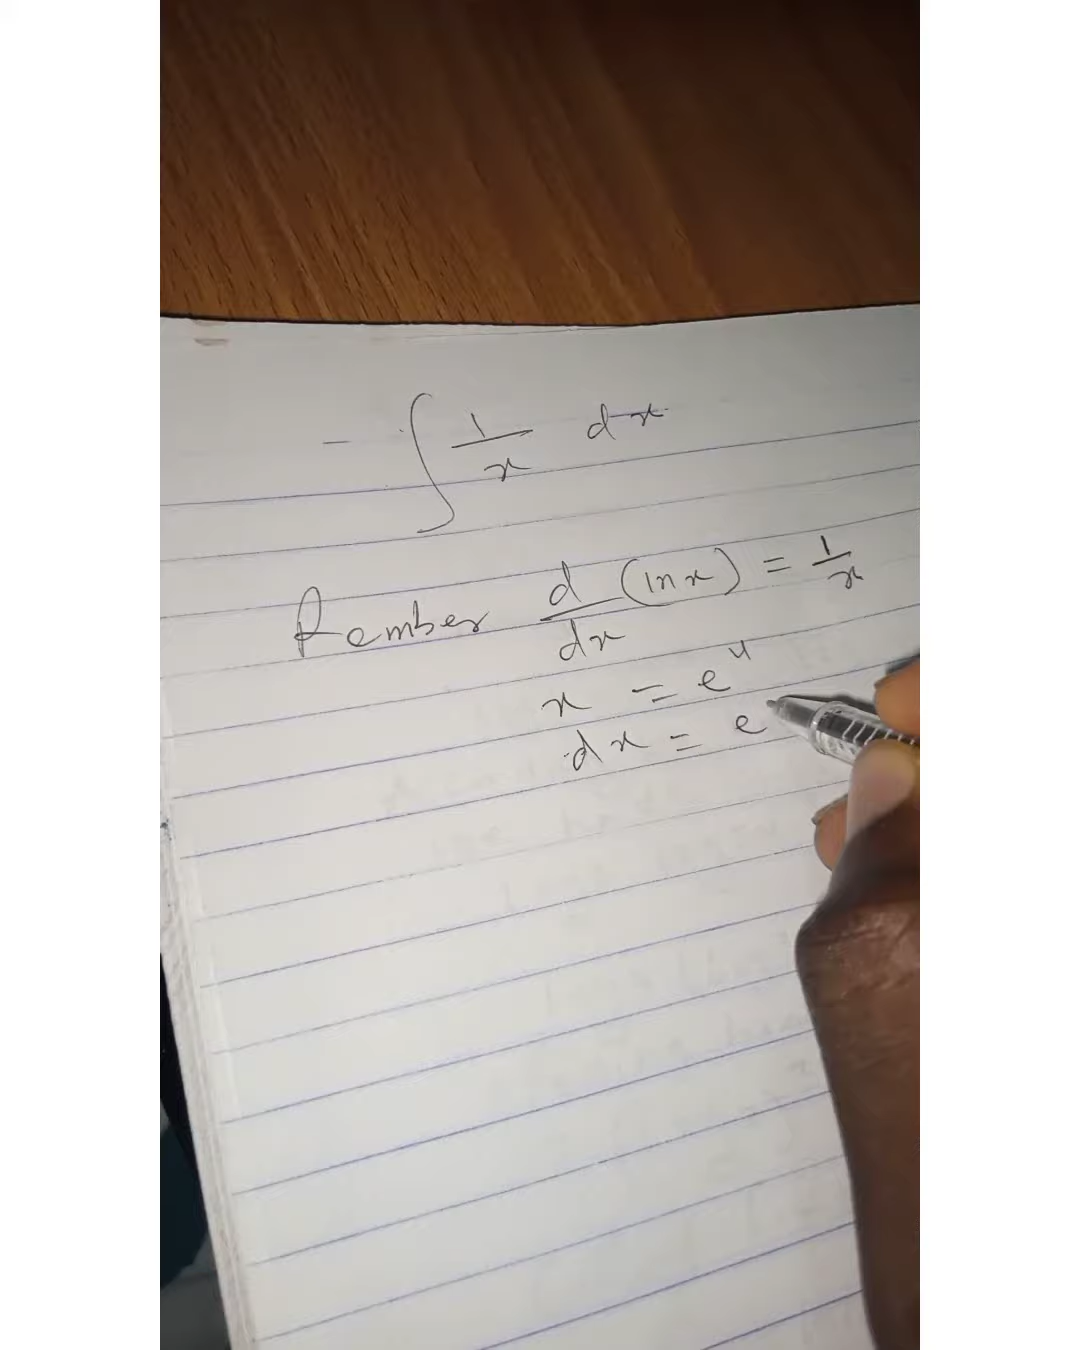 - ∫ 1/x dx
Rember d/dx (ln x) = 1/x
x = e^u
dx = e